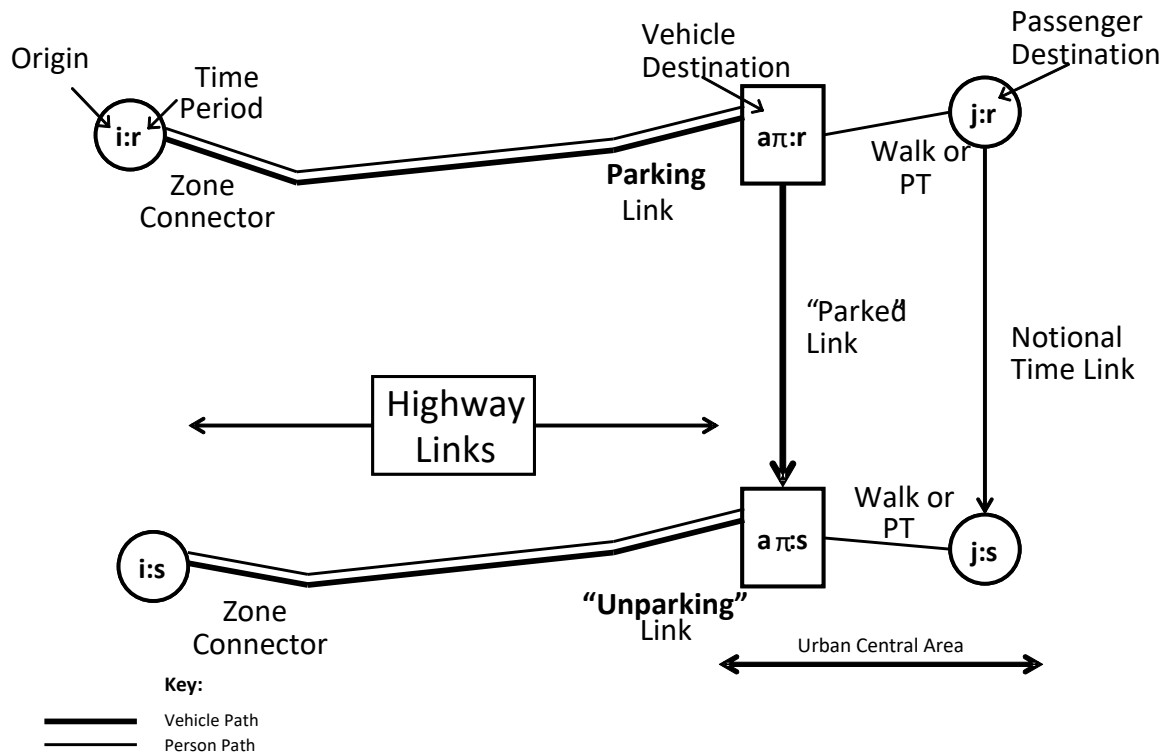 Origin
Time
Period
i:r
Zone
Connector
Vehicle
Destination
Passenger
Destination
aπ:r
j:r
Parking
Link
Walk or
PT
“Parked”
Link
Notional
Time Link
Highway
Links
Walk or
PT
i:s
aπ:s
j:s
Zone
Connector
“Unparking”
Link
Urban Central Area
Key:
Vehicle Path
Person Path